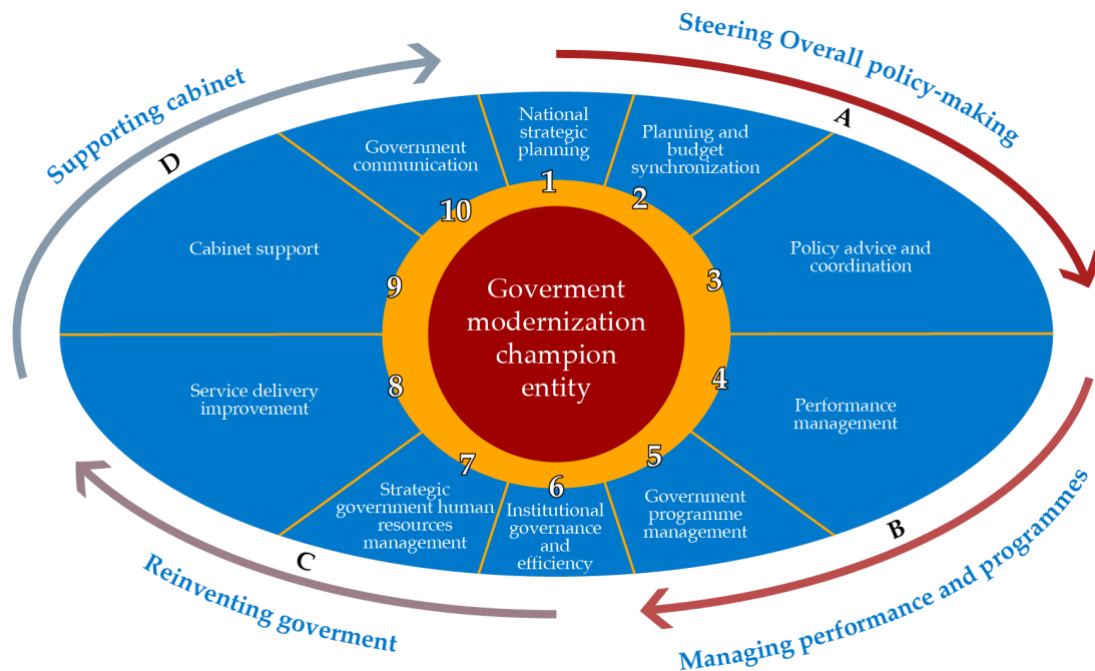 Steering Overall policy-making
A
Supporting cabinet
D
National
strategic
planning
1
Planning and
budget
synchronization
2
Policy advice and
coordination
3
Performance
management
4
Government
programme
management
5
Institutional
governance
and
efficiency
6
Strategic
government human
resources
management
7
Service delivery
improvement
8
Cabinet support
9
Government
communication
10
Goverment
modernization
champion
entity
B
Managing performance and programmes
C
Reinventing goverment